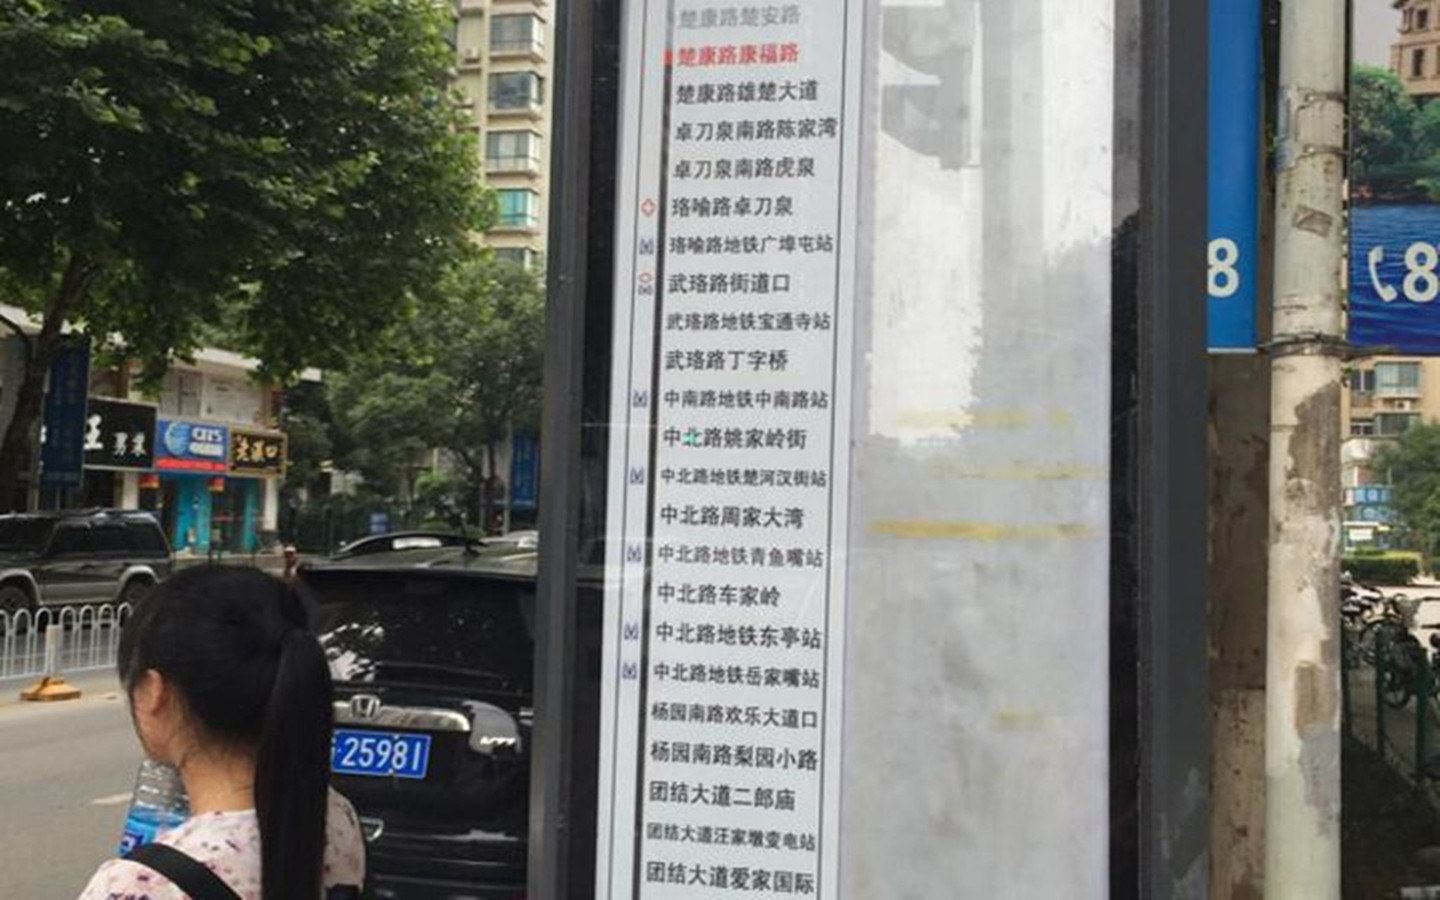 楚康路楚安路
楚康路康福路
楚康路雄楚大道
卓刀泉南路陈家湾
卓刀泉南路虎泉
珞喻路卓刀泉
珞喻路地铁广埠屯站
武珞路街道口
武珞路地铁宝通寺站
武珞路丁字桥
中南路地铁中南路站
中北路姚家岭街
中北路地铁楚河汉街站
中北路周家大湾
中北路地铁青鱼嘴站
中北路车家岭
中北路地铁东亭站
中北路地铁岳家嘴站
杨园南路欢乐大道口
杨园南路梨园小路
团结大道二郎庙
团结大道汪家墩变电站
团结大道爱家国际
王 男装
25981
8
8